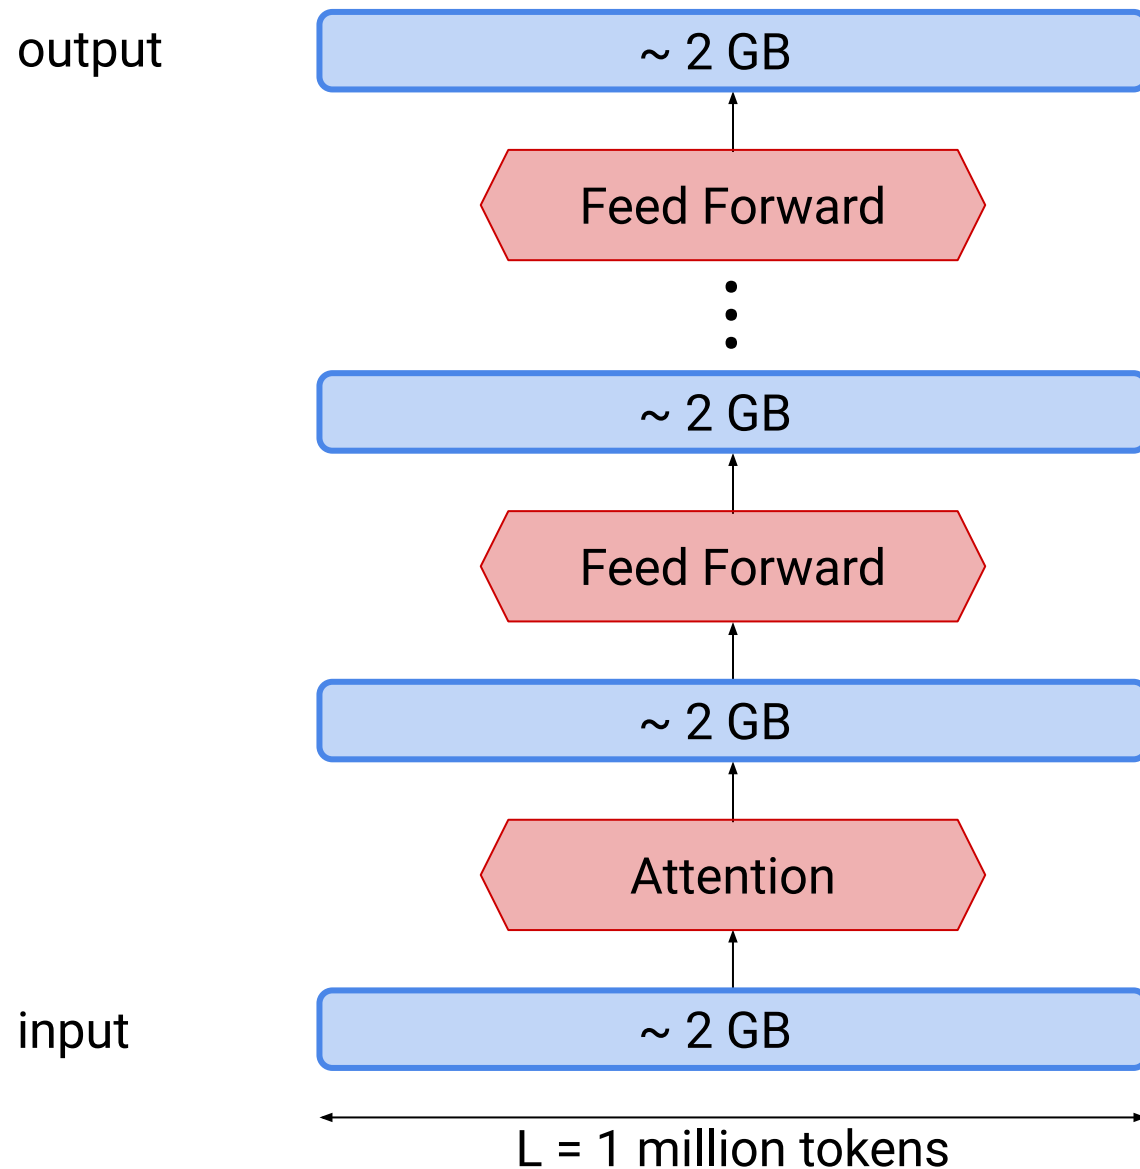 output
~ 2 GB
Feed Forward
~ 2 GB
Feed Forward
~ 2 GB
Attention
input
~ 2 GB
L = 1 million tokens